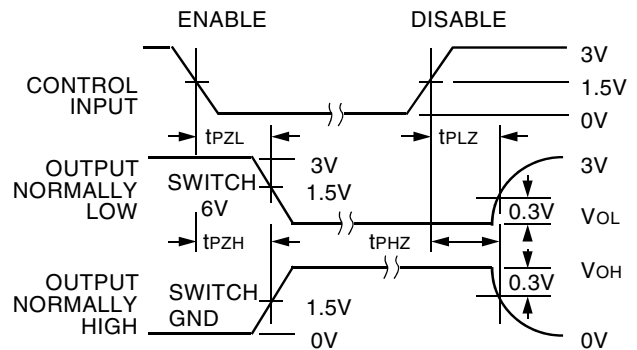 ENABLE DISABLE
CONTROL
INPUT
3V
1.5V
0V
tPZL
tPLZ
OUTPUT
NORMALLY
LOW
SWITCH
6V
3V
1.5V
3V
0.3V
VOL
tPZH
tPHZ
OUTPUT
NORMALLY
HIGH
SWITCH
GND
1.5V
0V
VOH
0.3V
0V